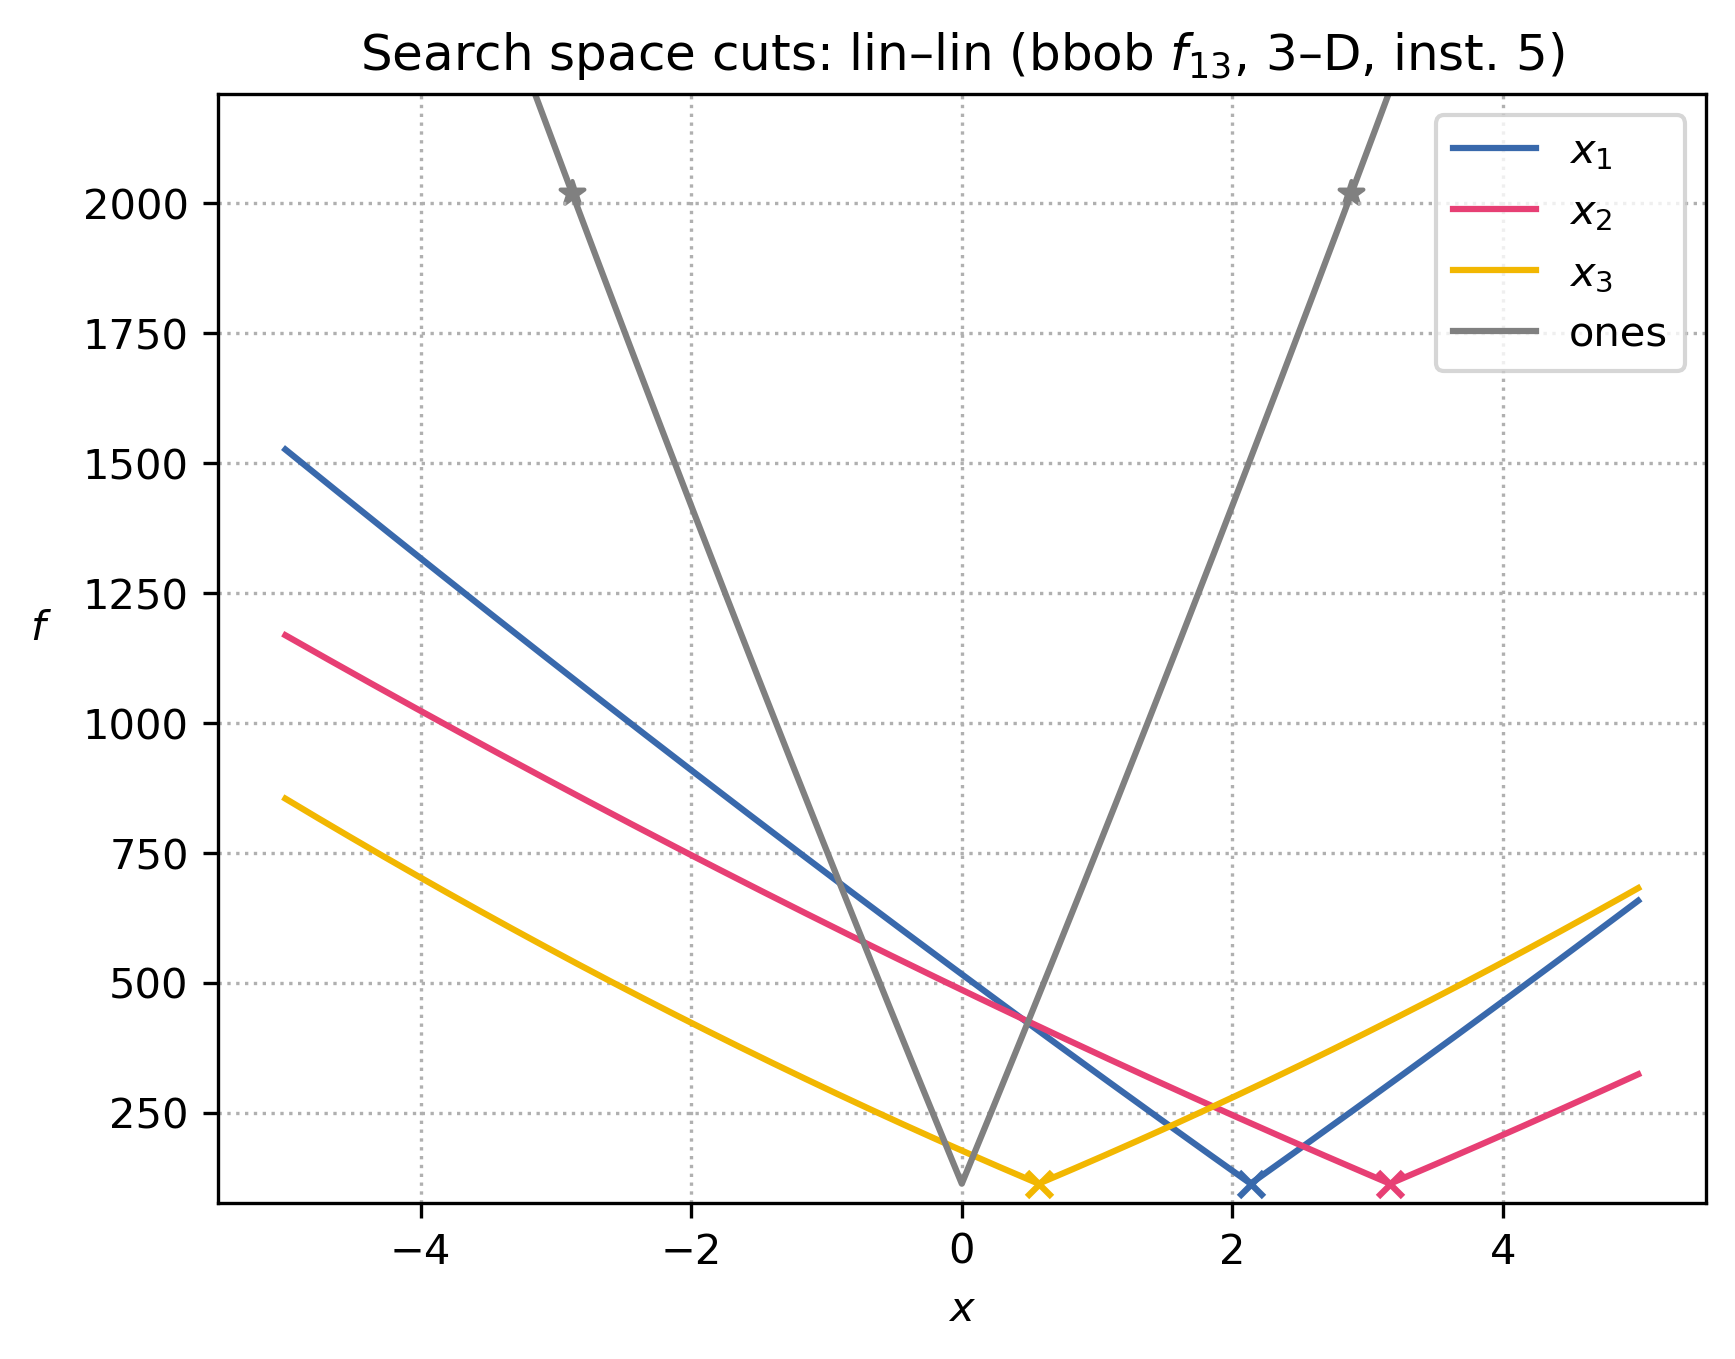 Search space cuts: lin–lin (bbob f₁₃, 3–D, inst. 5)
x₁
x₂
x₃
ones
2000
1750
1500
1250
1000
750
500
250
f
−4 −2 0 2 4
x